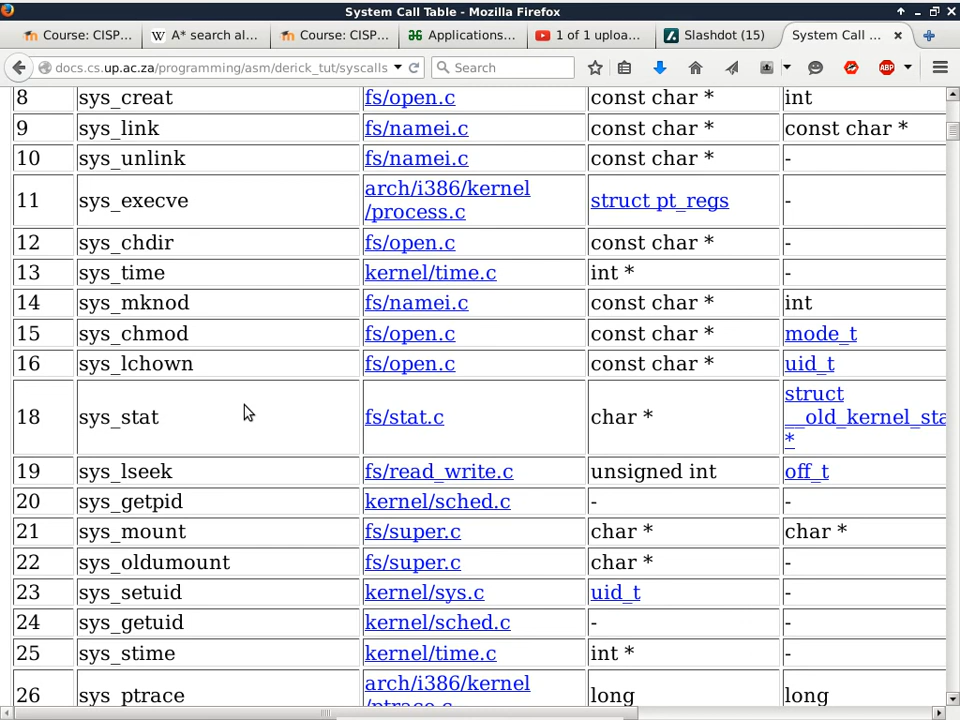 System Call Table - Mozilla Firefox
Course: CISP...
W A* search al...
Course: CISP...
Applications...
1 of 1 uploa...
Slashdot (15)
System Call ...
docs.cs.up.ac.za/programming/asm/derick_tut/syscalls
Search
ABP
8 sys_creat fs/open.c const char * int
9 sys_link fs/namei.c const char * const char *
10 sys_unlink fs/namei.c const char * -
11 sys_execve arch/i386/kernel
/process.c struct pt_regs -
12 sys_chdir fs/open.c const char * -
13 sys_time kernel/time.c int * -
14 sys_mknod fs/namei.c const char * int
15 sys_chmod fs/open.c const char * mode_t
16 sys_lchown fs/open.c const char * uid_t
18 sys_stat fs/stat.c char * struct
__old_kernel_sta
*
19 sys_lseek fs/read_write.c unsigned int off_t
20 sys_getpid kernel/sched.c - -
21 sys_mount fs/super.c char * char *
22 sys_oldumount fs/super.c char * -
23 sys_setuid kernel/sys.c uid_t -
24 sys_getuid kernel/sched.c - -
25 sys_stime kernel/time.c int * -
26 sys_ptrace arch/i386/kernel
/ptrace.c long long